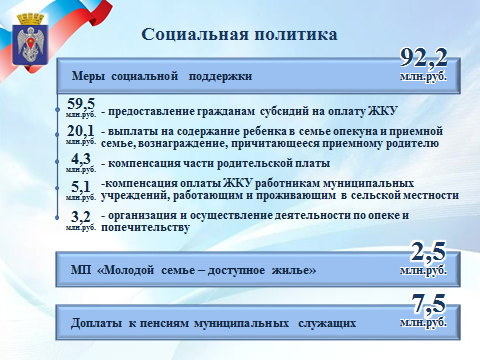 Социальная политика
92,2
Меры социальной поддержки млн.руб.
59,5
млн.руб. - предоставление гражданам субсидий на оплату ЖКУ
20,1 - выплаты на содержание ребенка в семье опекуна и приемной
млн.руб. семье, вознаграждение, причитающееся приемному родителю
4,3
млн.руб. - компенсация части родительской платы
5,1 -компенсация оплаты ЖКУ работникам муниципальных
млн.руб. учреждений, работающим и проживающим в сельской местности
3,2 - организация и осуществление деятельности по опеке и
млн.руб. попечительству
2,5
МП «Молодой семье – доступное жилье» млн.руб.
7,5
Доплаты к пенсиям муниципальных служащих млн.руб.